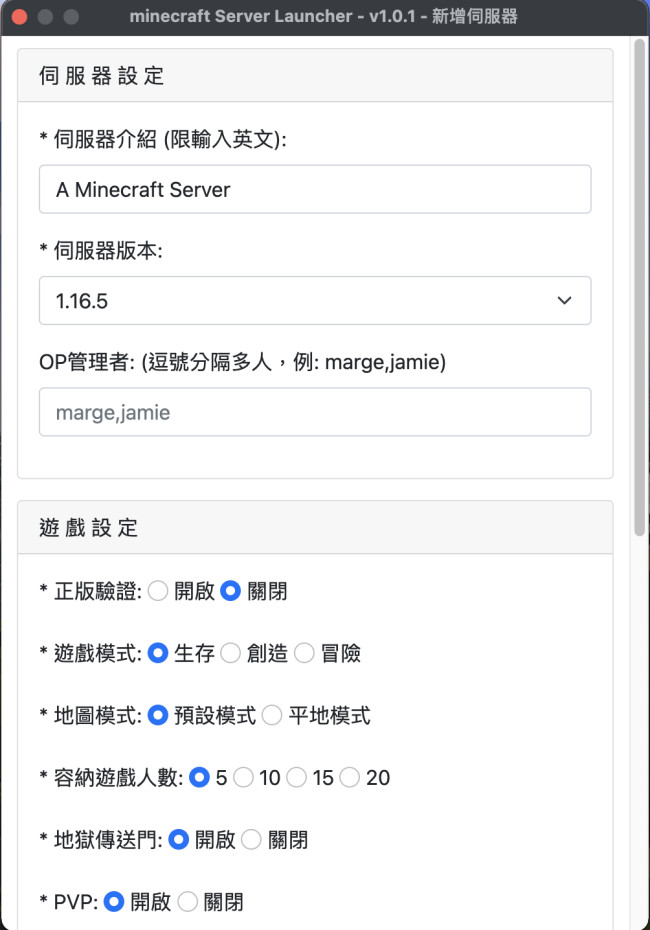 minecraft Server Launcher - v1.0.1 - 新增伺服器
伺服器設定
* 伺服器介紹 (限輸入英文):
A Minecraft Server
* 伺服器版本:
1.16.5
OP管理者: (逗號分隔多人，例: marge,jamie)
marge,jamie
遊戲設定
* 正版驗證: 開啟 關閉
* 遊戲模式: 生存 創造 冒險
* 地圖模式: 預設模式 平地模式
* 容納遊戲人數: 5 10 15 20
* 地獄傳送門: 開啟 關閉
* PVP: 開啟 關閉